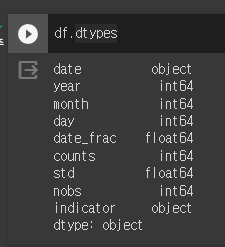 df.dtypes
date object
year int64
month int64
day int64
date_frac float64
counts int64
std float64
nobs int64
indicator object
dtype: object